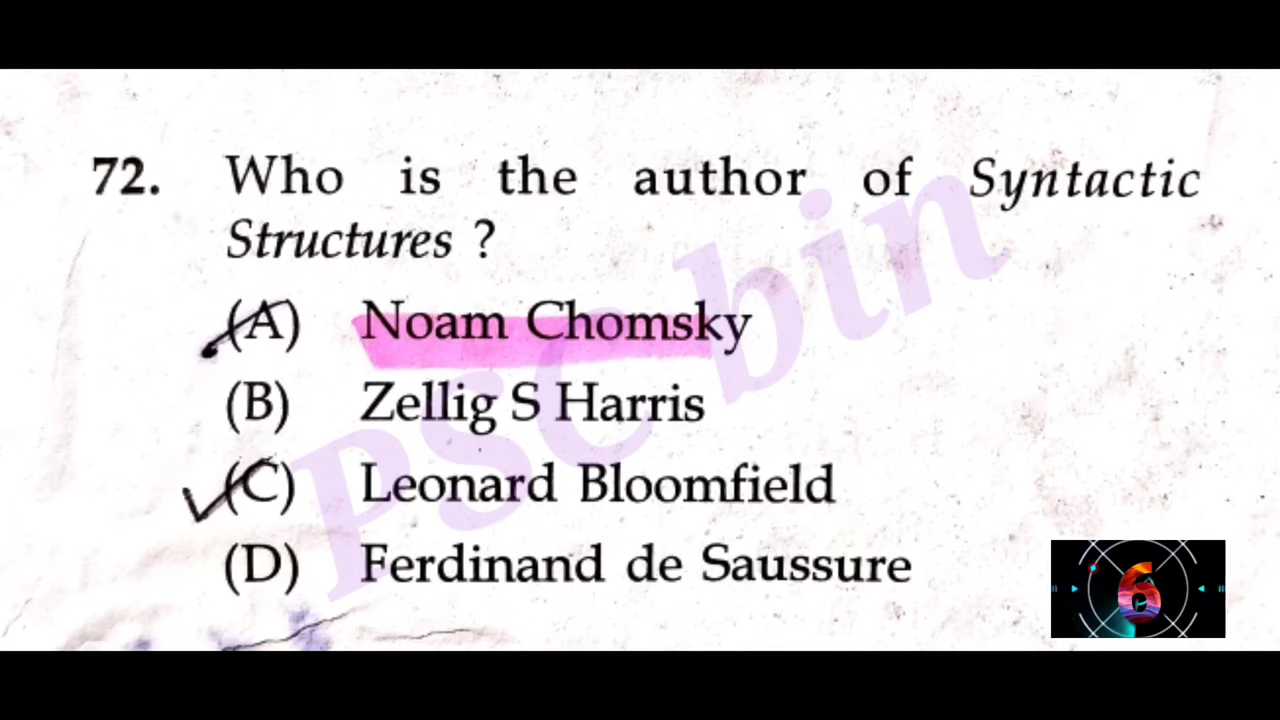 72. Who is the author of Syntactic
Structures ?
(A) Noam Chomsky
(B) Zellig S Harris
(C) Leonard Bloomfield
(D) Ferdinand de Saussure
PSC bin
6